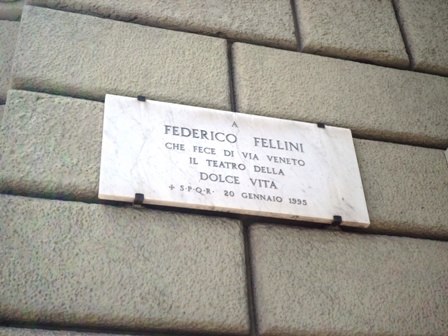 A
FEDERICO FELLINI
CHE FECE DI VIA VENETO
IL TEATRO DELLA
DOLCE VITA
+ S·P·Q·R· 20 GENNAIO 1995